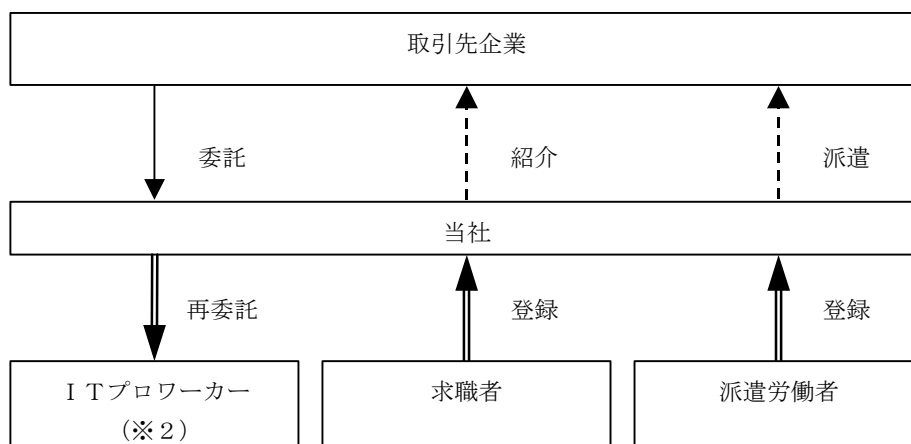 取引先企業
委託
紹介
派遣
当社
再委託
登録
登録
ＩＴプロワーカー
（※２）
求職者
派遣労働者